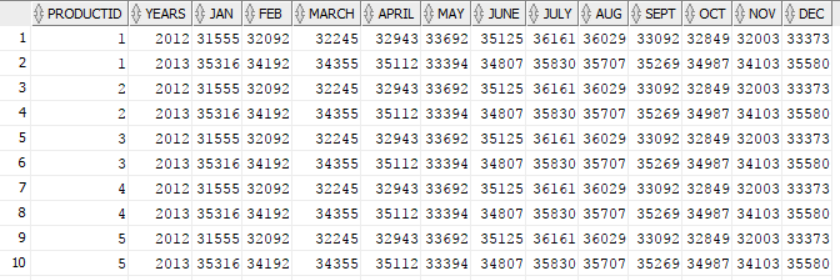 PRODUCTID YEARS JAN FEB MARCH APRIL MAY JUNE JULY AUG SEPT OCT NOV DEC
1 1 2012 31555 32092 32245 32943 33692 35125 36161 36029 33092 32849 32003 33373
2 1 2013 35316 34192 34355 35112 33394 34807 35830 35707 35269 34987 34103 35580
3 2 2012 31555 32092 32245 32943 33692 35125 36161 36029 33092 32849 32003 33373
4 2 2013 35316 34192 34355 35112 33394 34807 35830 35707 35269 34987 34103 35580
5 3 2012 31555 32092 32245 32943 33692 35125 36161 36029 33092 32849 32003 33373
6 3 2013 35316 34192 34355 35112 33394 34807 35830 35707 35269 34987 34103 35580
7 4 2012 31555 32092 32245 32943 33692 35125 36161 36029 33092 32849 32003 33373
8 4 2013 35316 34192 34355 35112 33394 34807 35830 35707 35269 34987 34103 35580
9 5 2012 31555 32092 32245 32943 33692 35125 36161 36029 33092 32849 32003 33373
10 5 2013 35316 34192 34355 35112 33394 34807 35830 35707 35269 34987 34103 35580